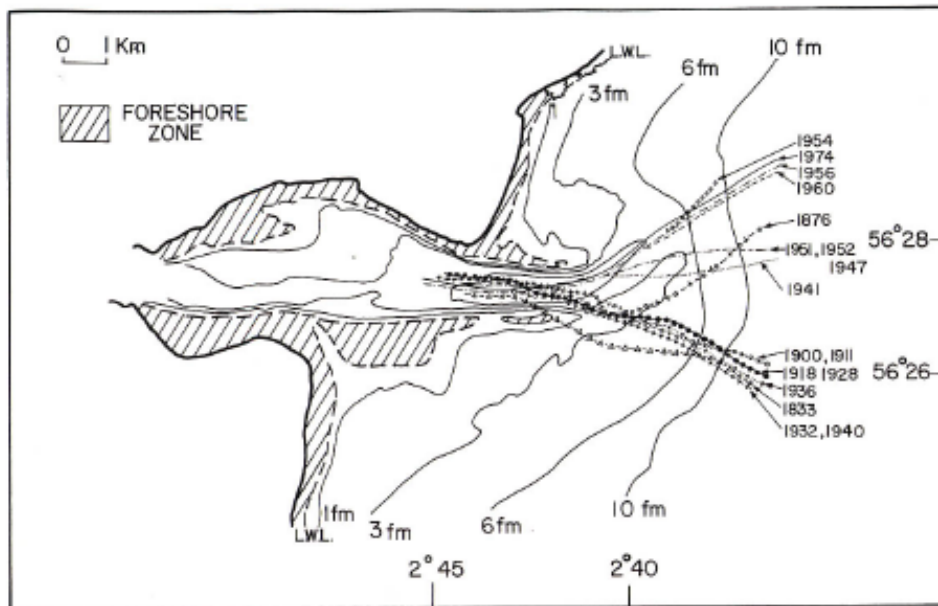 0 1 Km
FORESHORE
ZONE
L.W.L.
3 fm
6 fm
10 fm
1954
1974
1956
1960
1876
56°28
1951, 1952
1947
1941
1900, 1911
1918 1928
56°26
1936
1833
1932, 1940
1 fm
L.W.L.
3 fm
6 fm
10 fm
2°45
2°40